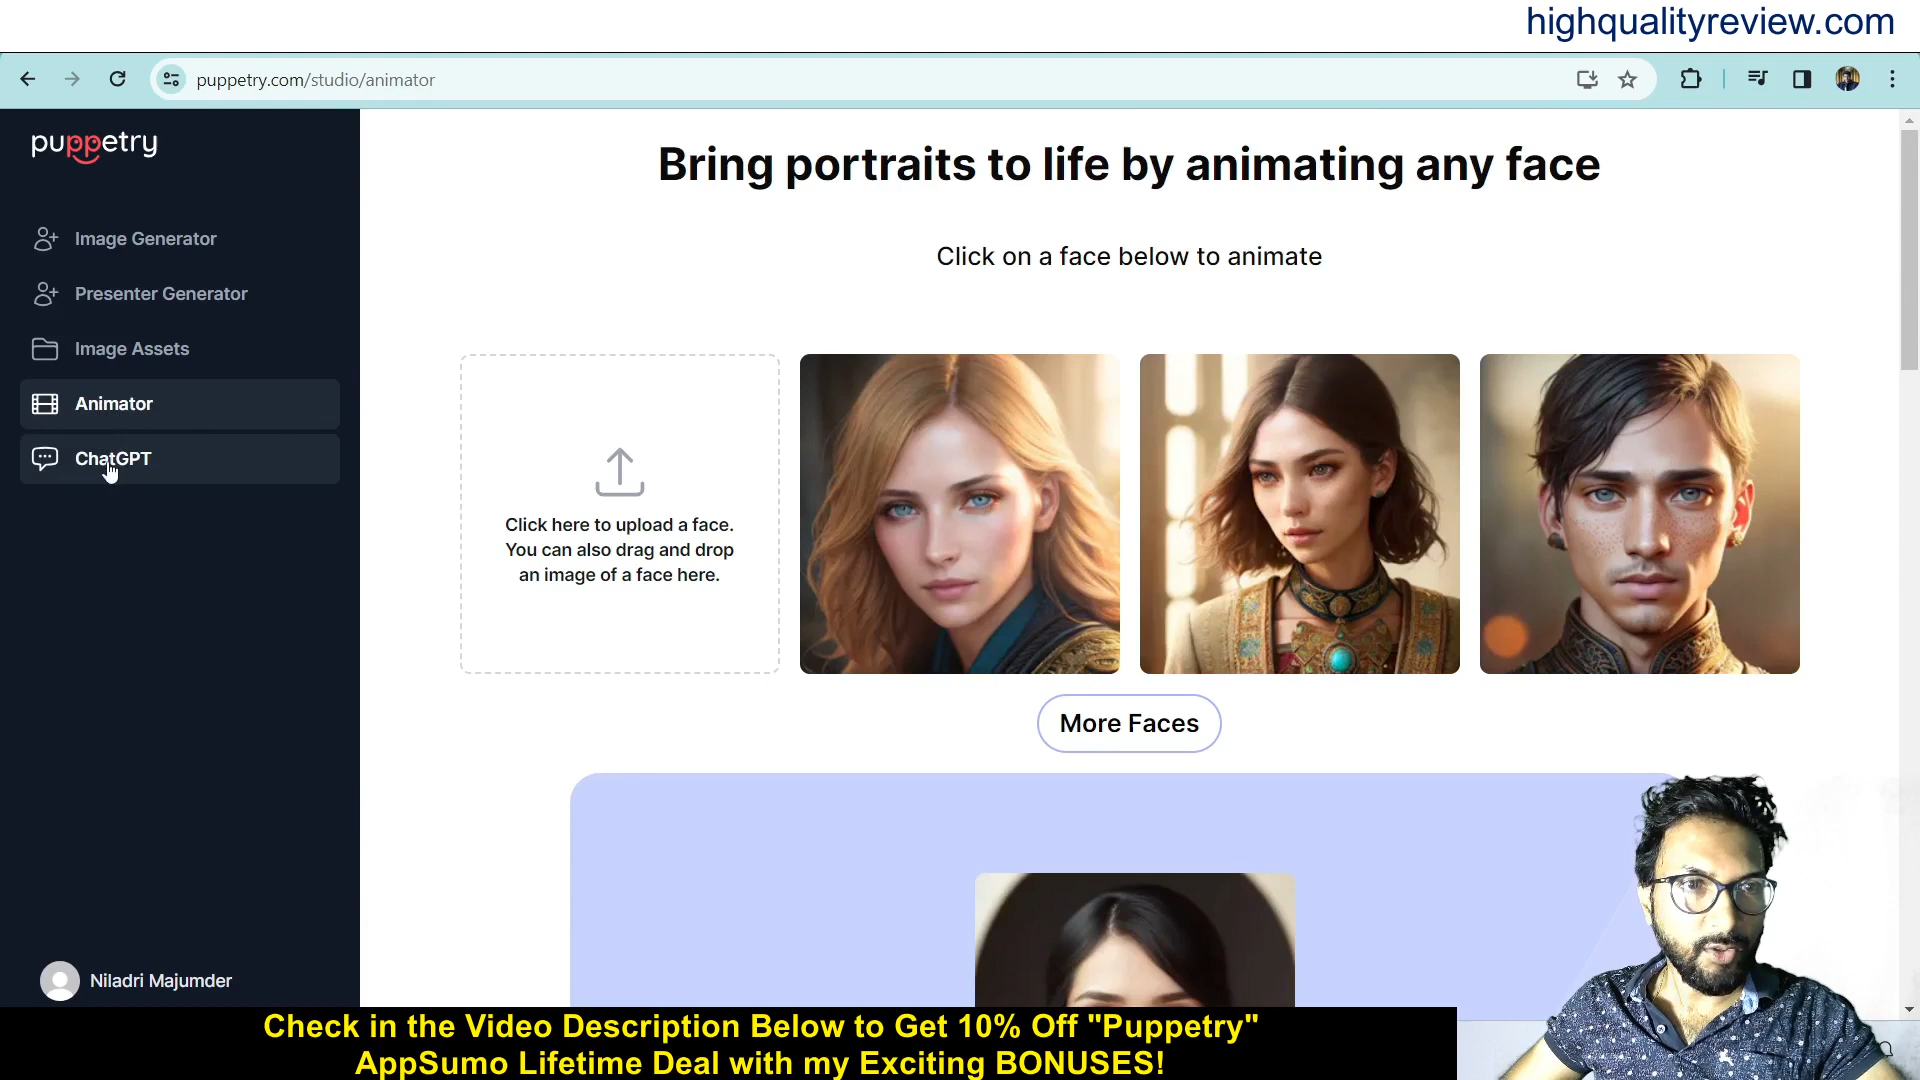 highqualityreview.com
puppetry.com/studio/animator
puppetry
Image Generator
Presenter Generator
Image Assets
Animator
ChatGPT
Niladri Majumder
Bring portraits to life by animating any face
Click on a face below to animate
Click here to upload a face.
You can also drag and drop
an image of a face here.
More Faces
Check in the Video Description Below to Get 10% Off "Puppetry"
AppSumo Lifetime Deal with my Exciting BONUSES!